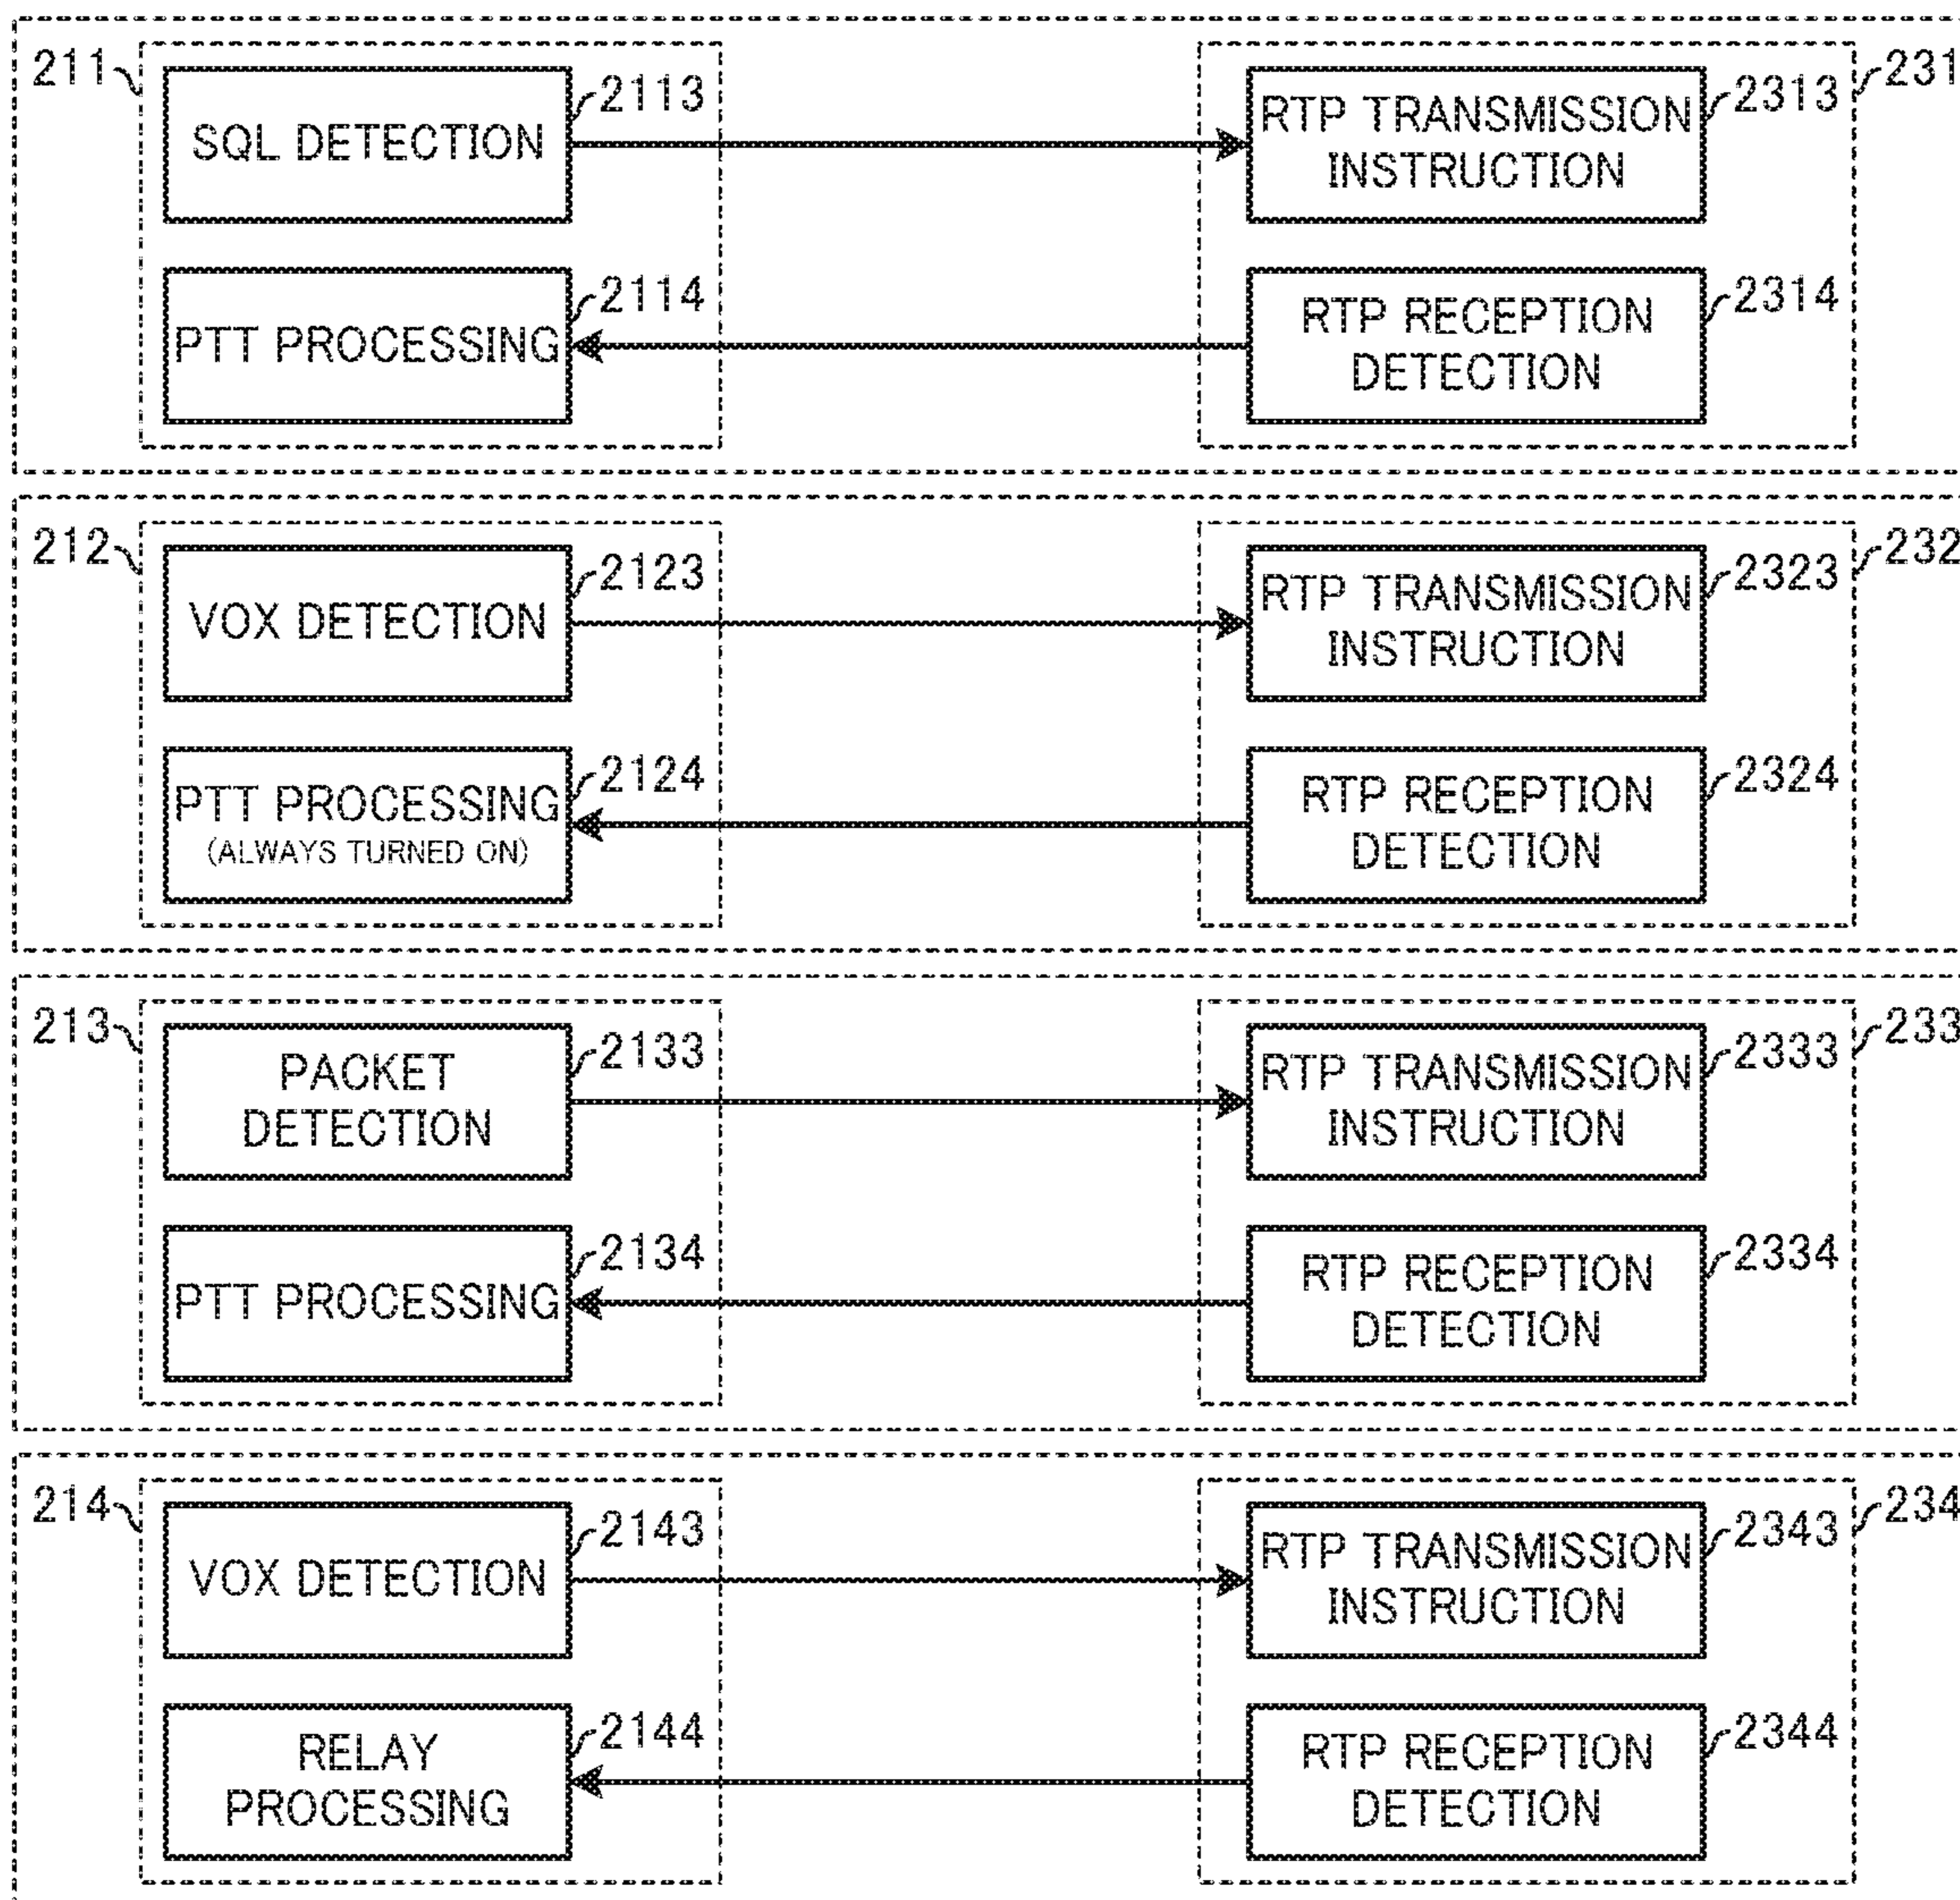 211
SQL DETECTION
2113
RTP TRANSMISSION
INSTRUCTION
2313
231
PTT PROCESSING
2114
RTP RECEPTION
DETECTION
2314
212
VOX DETECTION
2123
RTP TRANSMISSION
INSTRUCTION
2323
232
PTT PROCESSING
(ALWAYS TURNED ON)
2124
RTP RECEPTION
DETECTION
2324
213
PACKET
DETECTION
2133
RTP TRANSMISSION
INSTRUCTION
2333
233
PTT PROCESSING
2134
RTP RECEPTION
DETECTION
2334
214
VOX DETECTION
2143
RTP TRANSMISSION
INSTRUCTION
2343
234
RELAY
PROCESSING
2144
RTP RECEPTION
DETECTION
2344